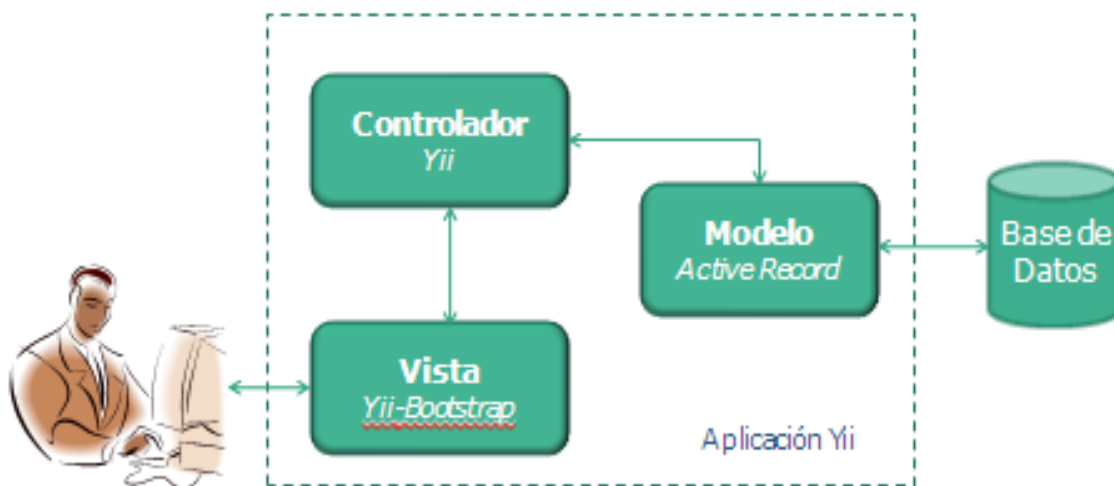 Controlador
Yii
Modelo
Active Record
Base de
Datos
Vista
Yii-Bootstrap
Aplicación Yii